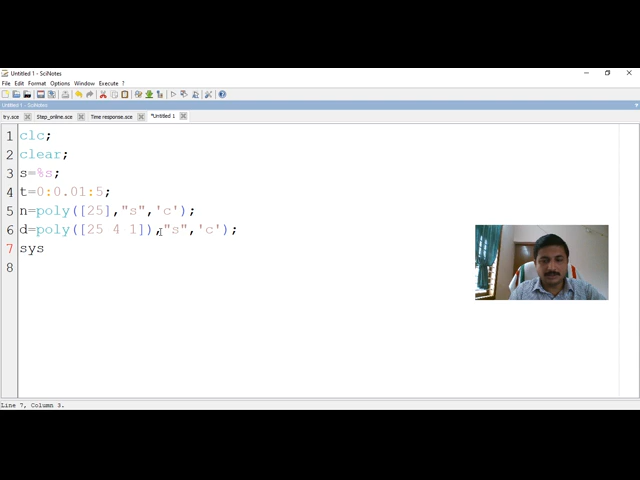 Untitled 1 - SciNotes
File Edit Format Options Window Execute ?
Untitled 1 - SciNotes
try.sce Step_online.sce Time response.sce *Untitled 1
1 clc;
2 clear;
3 s=%s;
4 t=0:0.01:5;
5 n=poly([25],"s",'c');
6 d=poly([25 4 1]),"s",'c');
7 sys
8
Line 7, Column 3.